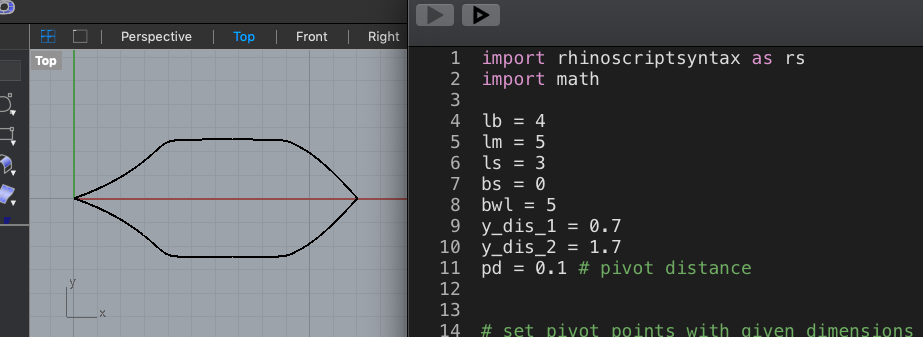 Perspective Top Front Right
Top
y
x
1 import rhinoscriptsyntax as rs
2 import math
3
4 lb = 4
5 lm = 5
6 ls = 3
7 bs = 0
8 bwl = 5
9 y_dis_1 = 0.7
10 y_dis_2 = 1.7
11 pd = 0.1 # pivot distance
12
13
14 # set pivot points with given dimensions